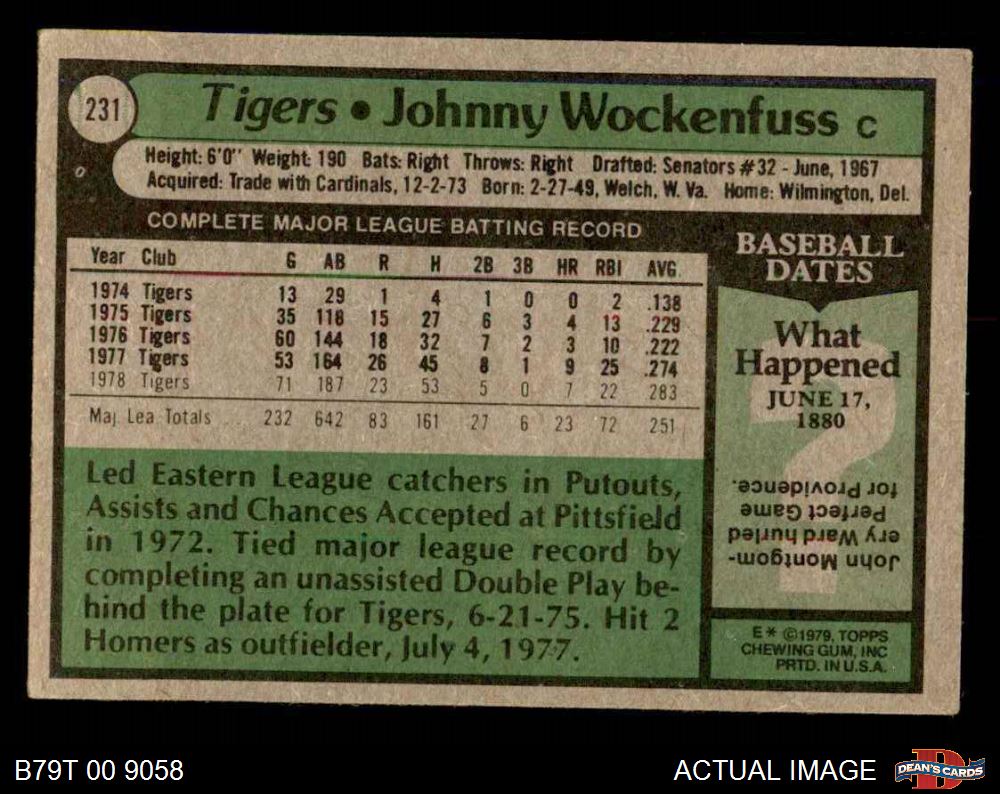 231
Tigers • Johnny Wockenfuss C
Height: 6'0" Weight: 190 Bats: Right Throws: Right Drafted: Senators #32 - June, 1967
Acquired: Trade with Cardinals, 12-2-73 Born: 2-27-49, Welch, W. Va. Home: Wilmington, Del.
COMPLETE MAJOR LEAGUE BATTING RECORD
Year Club G AB R H 2B 3B HR RBI AVG.
1974 Tigers 13 29 1 4 1 0 0 2 .138
1975 Tigers 35 118 15 27 6 3 4 13 .229
1976 Tigers 60 144 18 32 7 2 3 10 .222
1977 Tigers 53 164 26 45 8 1 9 25 .274
1978 Tigers 71 187 23 53 5 0 7 22 283
Maj. Lea. Totals 232 642 83 161 27 6 23 72 251
Led Eastern League catchers in Putouts,
Assists and Chances Accepted at Pittsfield
in 1972. Tied major league record by
completing an unassisted Double Play be-
hind the plate for Tigers, 6-21-75. Hit 2
Homers as outfielder, July 4, 1977.
BASEBALL
DATES
What
Happened
JUNE 17,
1880
John Montgom-
ery Ward hurled
Perfect Game
for Providence.
E* ©1979, TOPPS
CHEWING GUM, INC
PRTD. IN U.S.A.
B79T 00 9058
ACTUAL IMAGE
DEAN'S CARDS